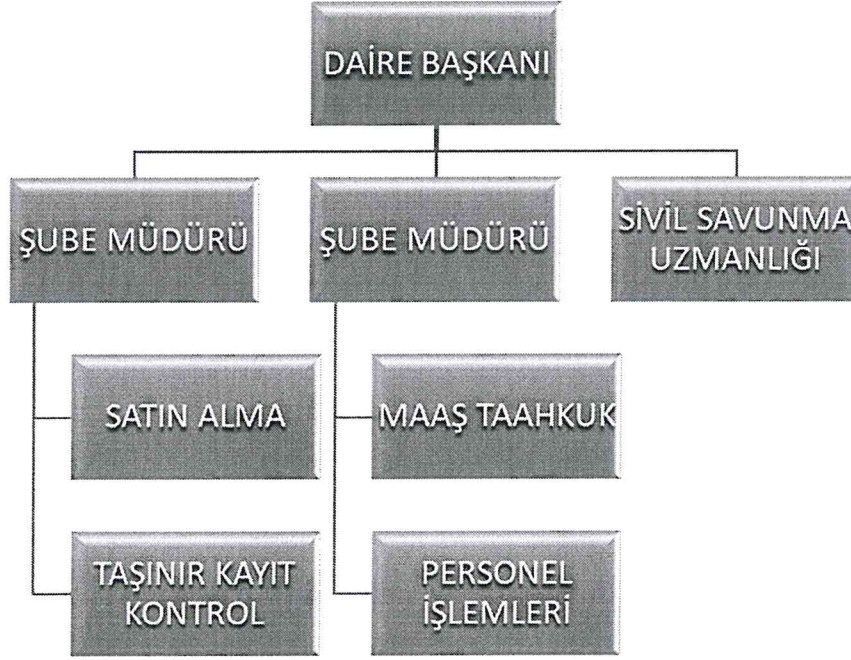 DAİRE BAŞKANI
ŞUBE MÜDÜRÜ
ŞUBE MÜDÜRÜ
SİVİL SAVUNMA
UZMANLIĞI
SATIN ALMA
MAAŞ TAAHKUK
TAŞINIR KAYIT
KONTROL
PERSONEL
İŞLEMLERİ